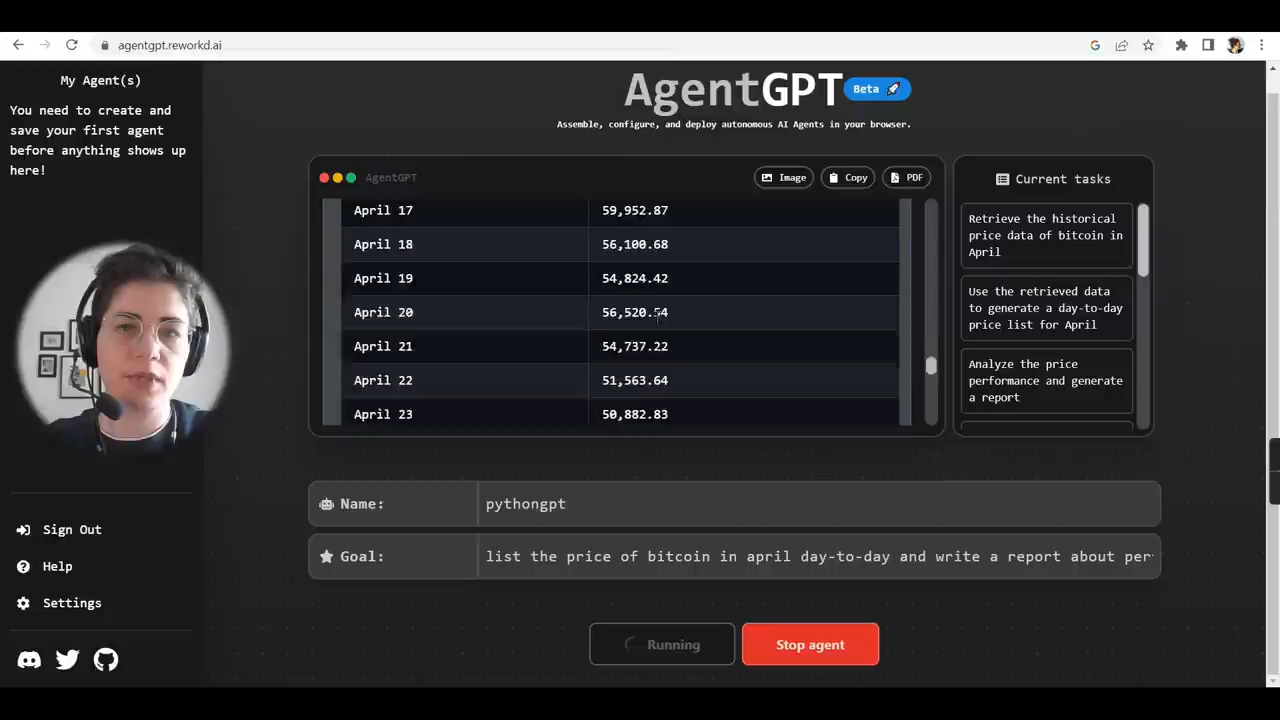 agentgpt.reworkd.ai
My Agent(s)
You need to create and
save your first agent
before anything shows up
here!
Sign Out
Help
Settings
AgentGPT
Beta
Assemble, configure, and deploy autonomous AI Agents in your browser.
AgentGPT
Image
Copy
PDF
April 17 59,952.87
April 18 56,100.68
April 19 54,824.42
April 20 56,520.54
April 21 54,737.22
April 22 51,563.64
April 23 50,882.83
Current tasks
Retrieve the historical
price data of bitcoin in
April
Use the retrieved data
to generate a day-to-day
price list for April
Analyze the price
performance and generate
a report
Name: pythongpt
Goal: list the price of bitcoin in april day-to-day and write a report about per
Running
Stop agent